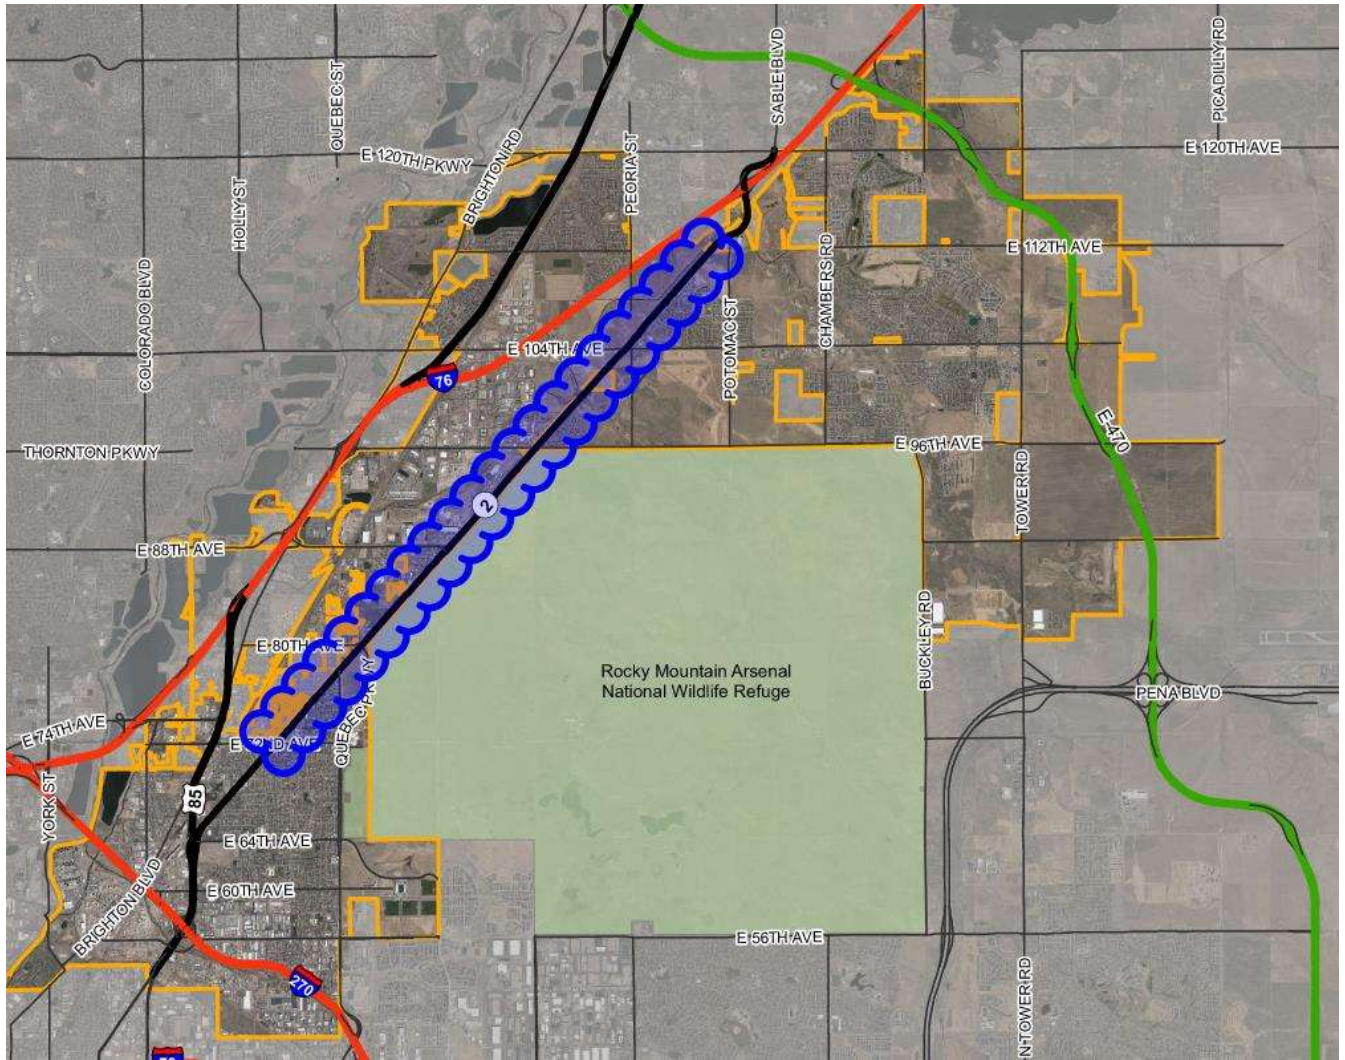 SABLE BLVD
PICADILLY RD
QUEBEC ST
E 120TH PKWY
BRIGHTON RD
PEORIA ST
E 120TH AVE
HOLLY ST
E 112TH AVE
COLORADO BLVD
CHAMBERS RD
POTOMAC ST
E 104TH AVE
76
E-470
THORNTON PKWY
E 96TH AVE
TOWER RD
2
E 88TH AVE
BUCKLEY RD
E 80TH AVE
Rocky Mountain Arsenal
National Wildlife Refuge
PENA BLVD
QUEBEC PKWY
E 74TH AVE
E 72ND AVE
YORK ST
85
E 64TH AVE
E 60TH AVE
BRIGHTON BLVD
E 56TH AVE
270
N TOWER RD